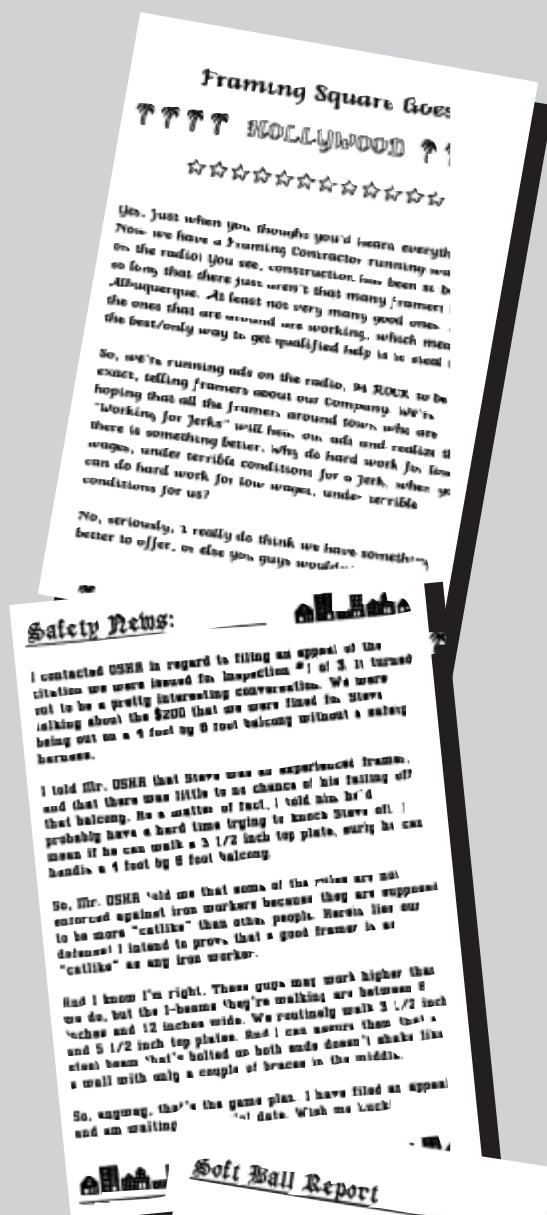 Framing Square Goes
HOLLYWOOD
Yes, just when you thought you'd heard everyth
Now we have a Framing Contractor running
on the radio! You see, construction has been
so long that there just aren't that many framers
Albuquerque. At least not very many good ones.
the ones that are around are working, which mea
the best/only way to get qualified help is to steal
So, we're running ads on the radio, 94 ROCK to be
exact, telling framers about our Company. We're
hoping that all the framers around town who are
"Working for Jerks" will hear our ads and realize th
there is something better. Why do hard work for low
wages, under terrible conditions for a Jerk, when yo
can do hard work for low wages, under terrible
conditions for us?
No, seriously, I really do think we have something
better to offer, or else you guys would
Safety News:
I contacted OSHA in regard to filing an appeal of the
citation we were issued for Inspection #1 of 3. It turned
out to be a pretty interesting conversation. We were
talking about the $200 that we were fined for Steve
being out on a 4 foot by 8 foot balcony without a safety
harness.
I told Mr. OSHA that Steve was an experienced framer,
and that there was little to no chance of his falling off
that balcony. As a matter of fact, I told him he'd
probably have a hard time trying to knock Steve off. I
mean if he can walk a 3 1/2 inch top plate, surly he can
handle a 4 foot by 8 foot balcony.
So, Mr. OSHA told me that some of the rules are not
enforced against iron workers because they are supposed
to be more "catlike" than other people. Herein lies our
defense! I intend to prove that a good framer is as
"catlike" as any iron worker.
And I know I'm right. These guys may work higher than
we do, but the I-beams they're walking are between 8
inches and 12 inches wide. We routinely walk 3 1/2 inch
and 5 1/2 inch top plates. And I can assure them that a
steel beam that's bolted on both ends doesn't shake like
a wall with only a couple of braces in the middle.
So, anyway, that's the game plan. I have filed an appeal
and am waiting date. Wish me Luck!
Soft Ball Report